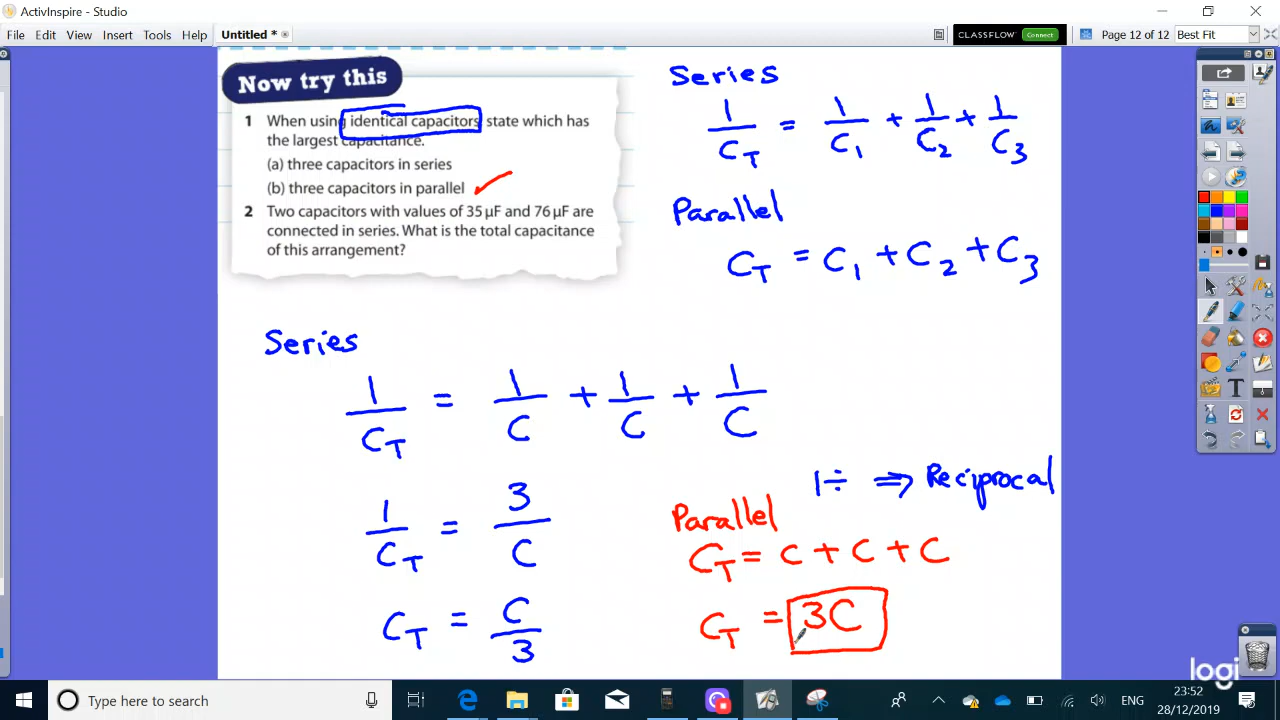 ActivInspire - Studio
File Edit View Insert Tools Help
Untitled *
CLASSFLOW Connect
Page 12 of 12
Best Fit
Now try this
1 When using identical capacitors state which has
the largest capacitance.
(a) three capacitors in series
(b) three capacitors in parallel ✓
2 Two capacitors with values of 35 µF and 76 µF are
connected in series. What is the total capacitance
of this arrangement?
Series
1/C_T = 1/C_1 + 1/C_2 + 1/C_3
Parallel
C_T = C_1 + C_2 + C_3
Series
1/C_T = 1/C + 1/C + 1/C
1/C_T = 3/C
C_T = C/3
1÷ ⇒ Reciprocal
Parallel
C_T = C + C + C
C_T = 3C
logi
Type here to search
ENG
23:52
28/12/2019